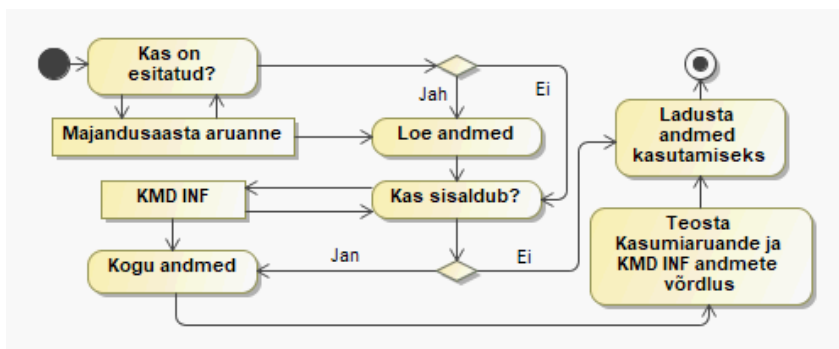 Kas on
esitatud?
Jah
Ei
Majandusaasta aruanne
Loe andmed
Ladusta
andmed
kasutamiseks
KMD INF
Kas sisaldub?
Teosta
Kasumiaruande ja
KMD INF andmete
võrdlus
Kogu andmed
Jan
Ei